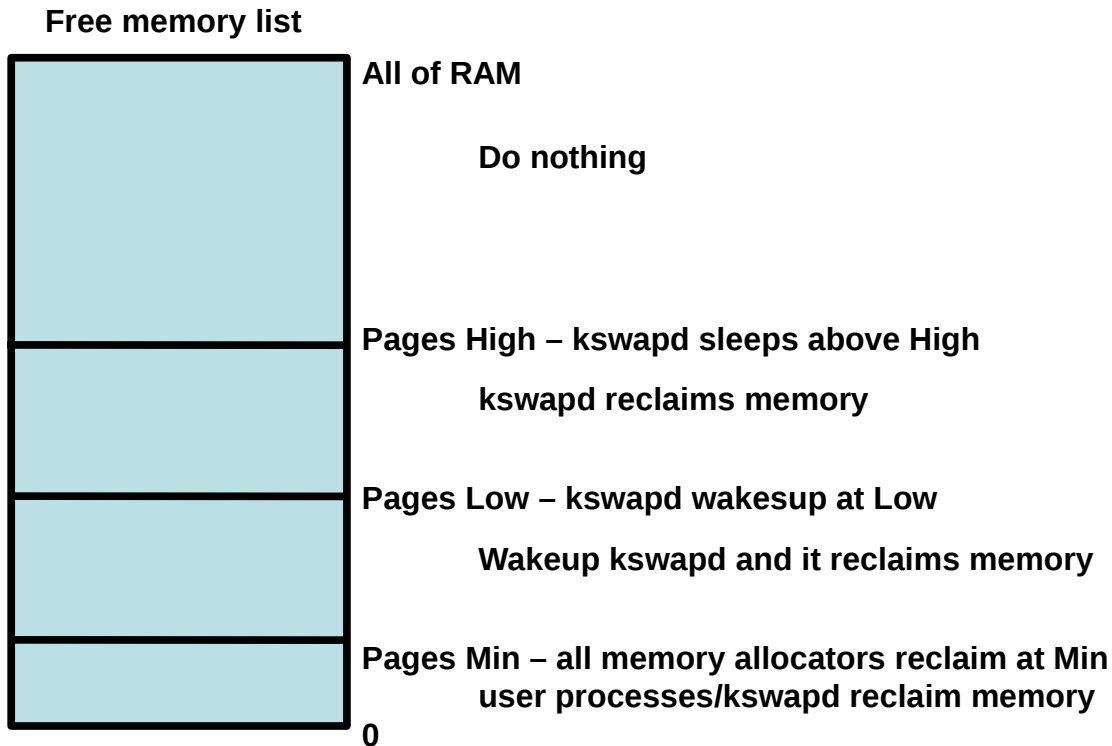 Free memory list
All of RAM
Do nothing
Pages High – kswapd sleeps above High
kswapd reclaims memory
Pages Low – kswapd wakesup at Low
Wakeup kswapd and it reclaims memory
Pages Min – all memory allocators reclaim at Min
user processes/kswapd reclaim memory
0